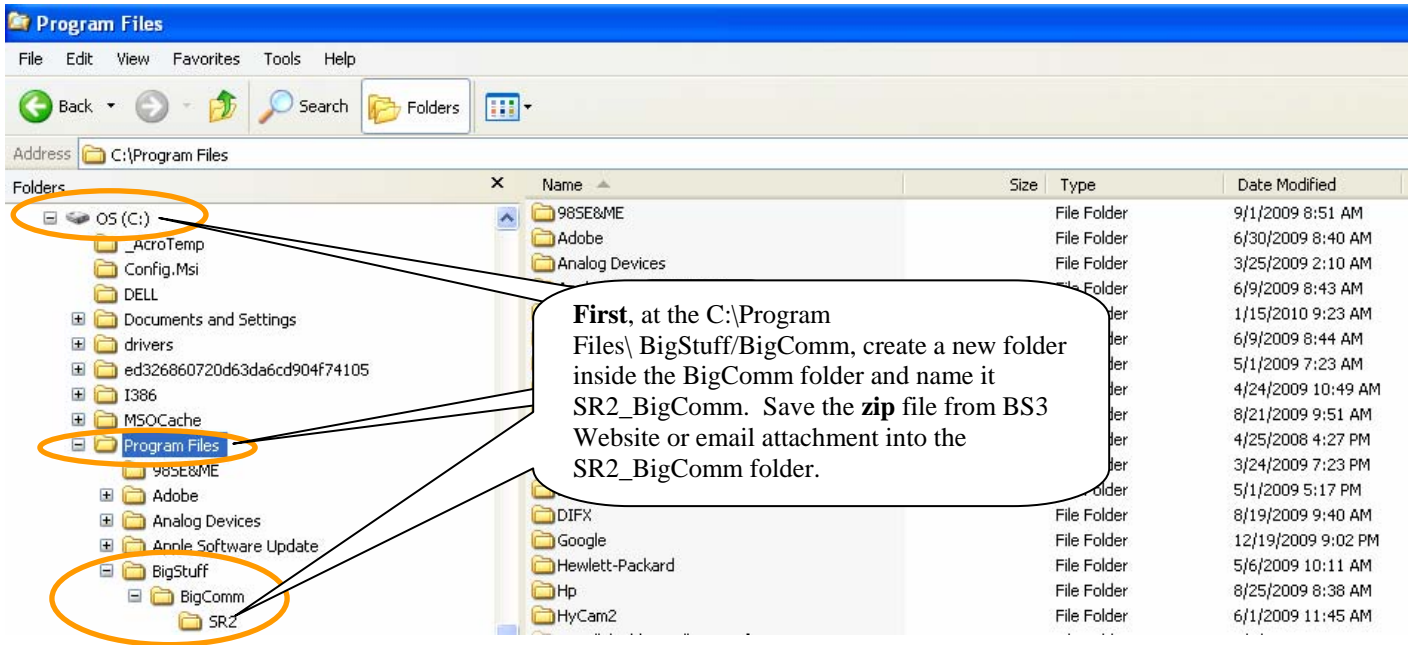 Program Files
File Edit View Favorites Tools Help
Back Search Folders
Address C:\Program Files
Folders
OS (C:)
_AcroTemp
Config.Msi
DELL
Documents and Settings
drivers
ed326860720d63da6cd904f74105
I386
MSOCache
Program Files
98SE&ME
Adobe
Analog Devices
Apple Software Update
BigStuff
BigComm
SR2
Name Size Type Date Modified
98SE&ME File Folder 9/1/2009 8:51 AM
Adobe File Folder 6/30/2009 8:40 AM
Analog Devices File Folder 3/25/2009 2:10 AM
Folder 6/9/2009 8:43 AM
1/15/2010 9:23 AM
6/9/2009 8:44 AM
5/1/2009 7:23 AM
4/24/2009 10:49 AM
8/21/2009 9:51 AM
4/25/2008 4:27 PM
3/24/2009 7:23 PM
5/1/2009 5:17 PM
DIFX File Folder 8/19/2009 9:40 AM
Google File Folder 12/19/2009 9:02 PM
Hewlett-Packard File Folder 5/6/2009 10:11 AM
Hp File Folder 8/25/2009 8:38 AM
HyCam2 File Folder 6/1/2009 11:45 AM
First, at the C:\Program
Files\ BigStuff/BigComm, create a new folder
inside the BigComm folder and name it
SR2_BigComm. Save the zip file from BS3
Website or email attachment into the
SR2_BigComm folder.